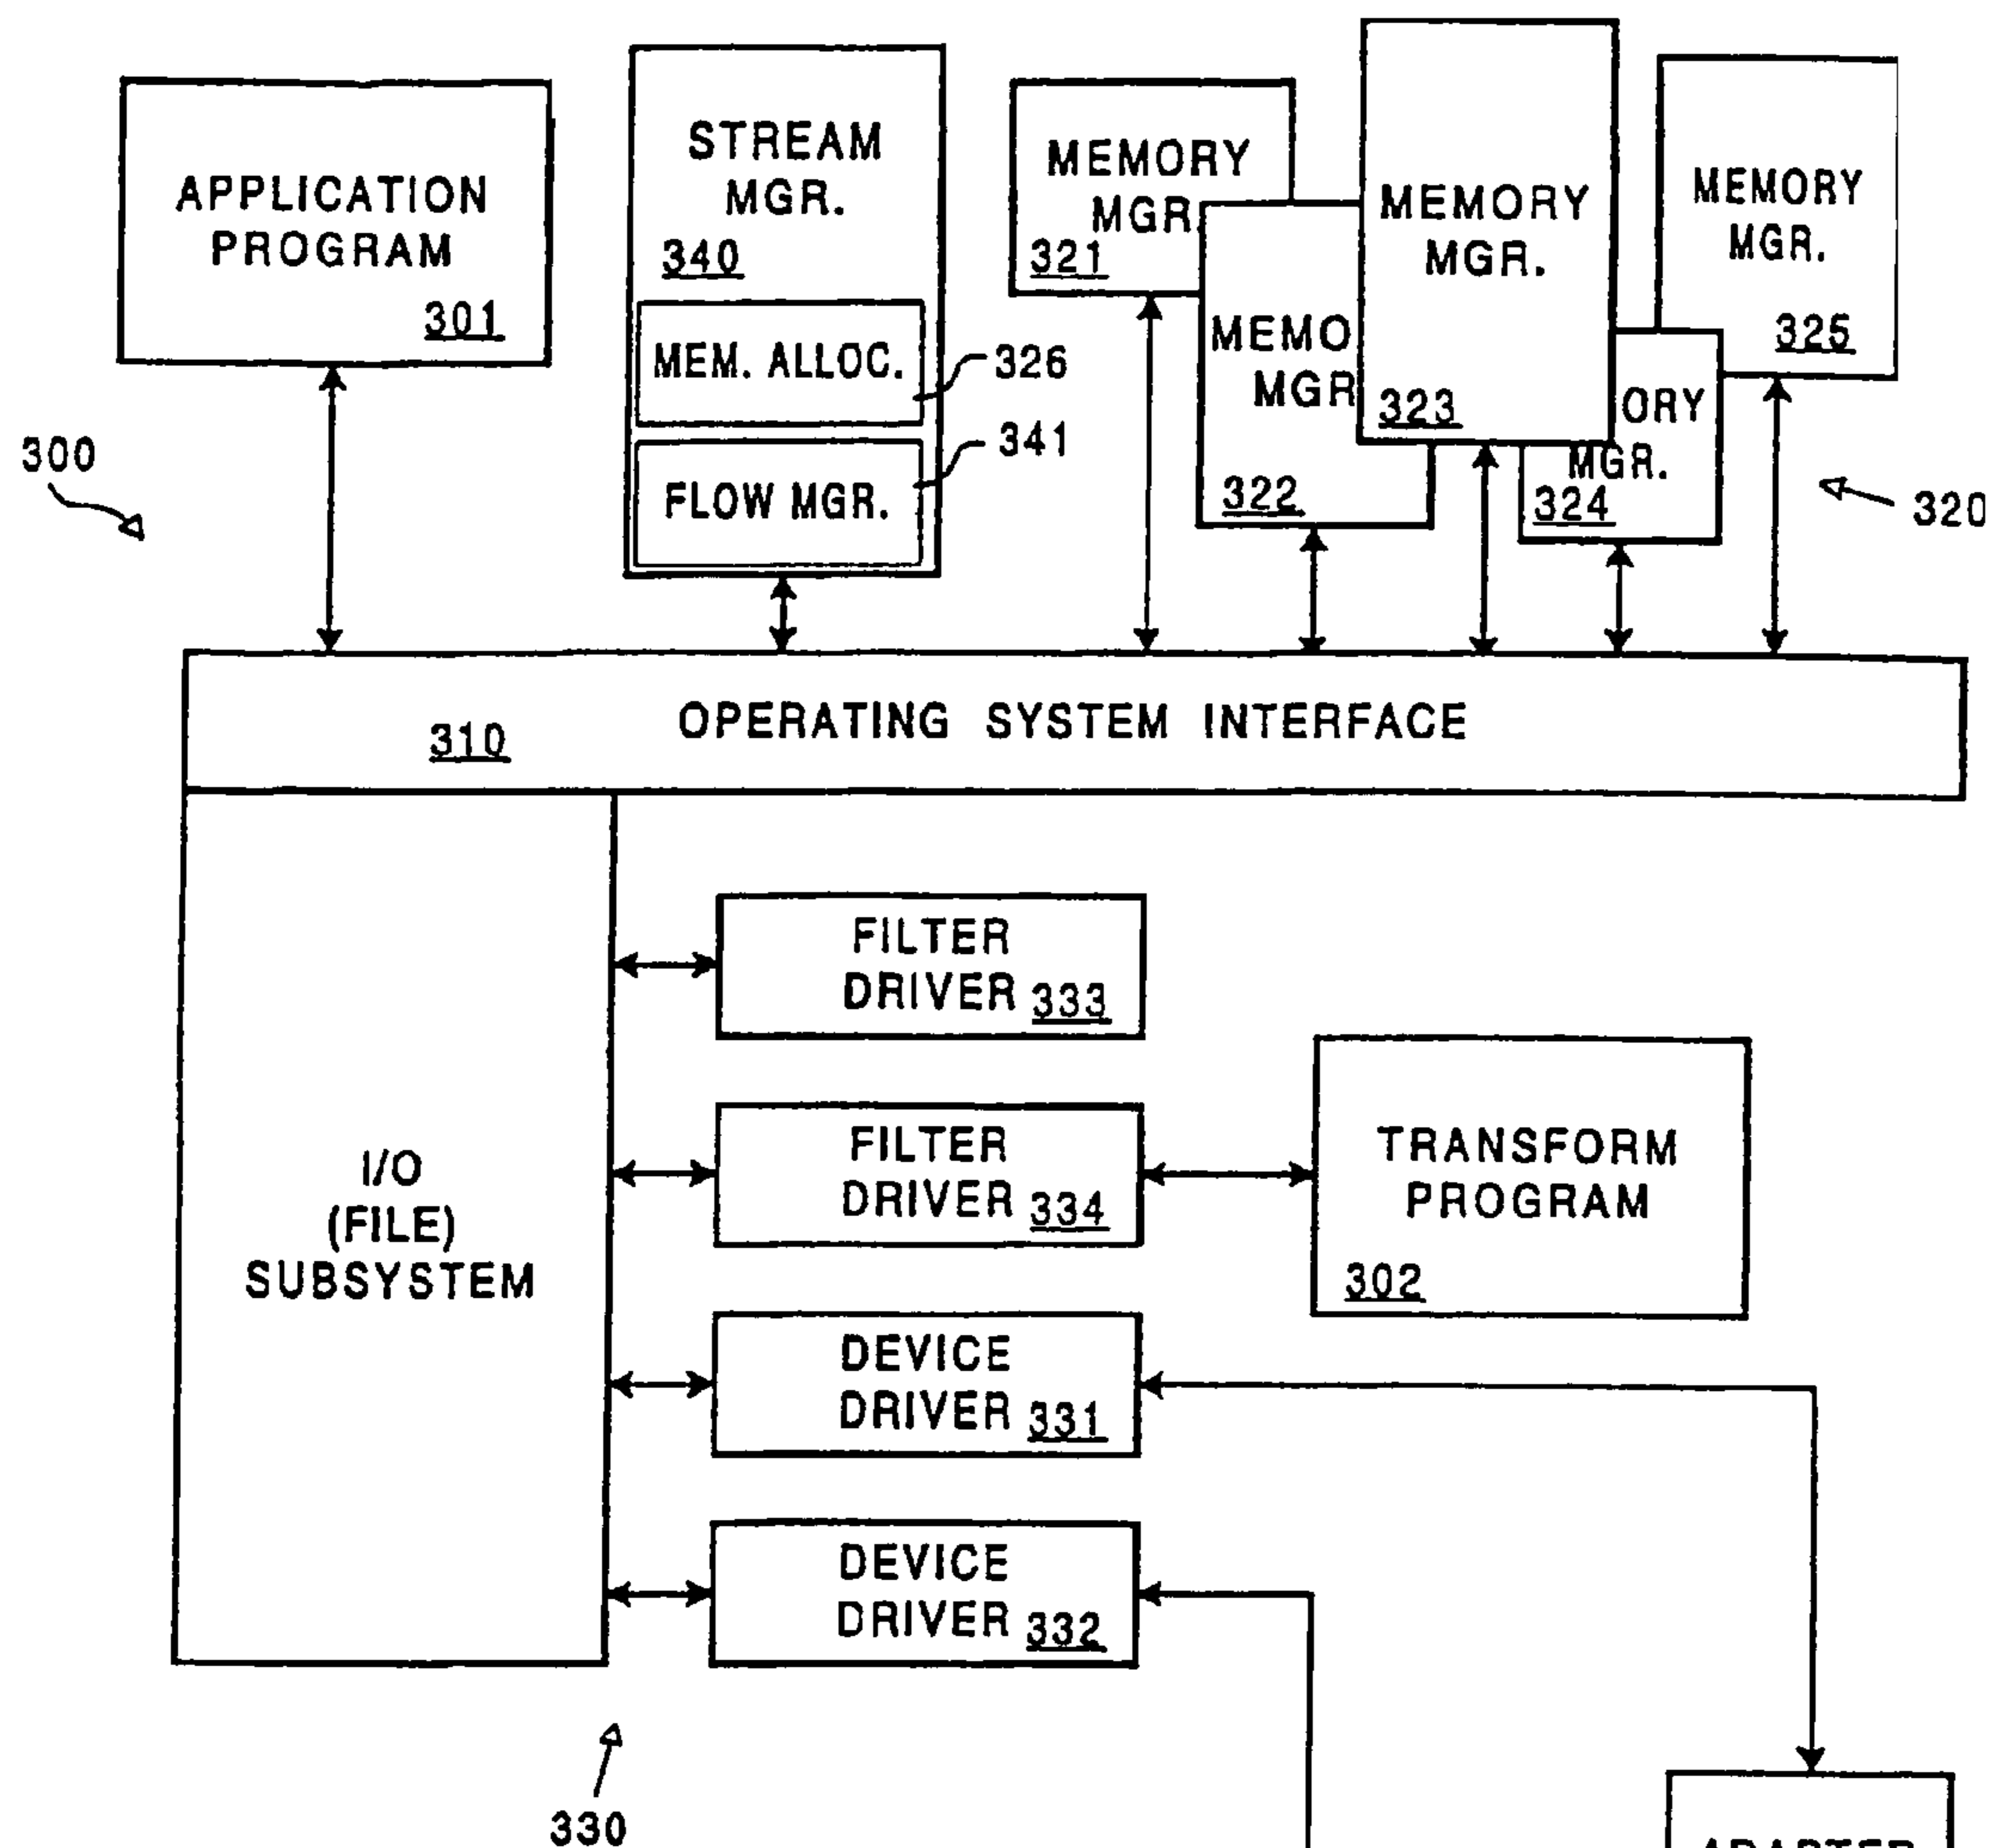 APPLICATION
PROGRAM
301
STREAM
MGR.
340
MEM. ALLOC.
326
FLOW MGR.
341
MEMORY
MGR.
321
MEMO
MGR
322
MEMORY
MGR.
323
ORY
MGR.
324
MEMORY
MGR.
325
300
320
310
OPERATING SYSTEM INTERFACE
I/O
(FILE)
SUBSYSTEM
FILTER
DRIVER 333
FILTER
DRIVER 334
TRANSFORM
PROGRAM
302
DEVICE
DRIVER 331
DEVICE
DRIVER 332
330